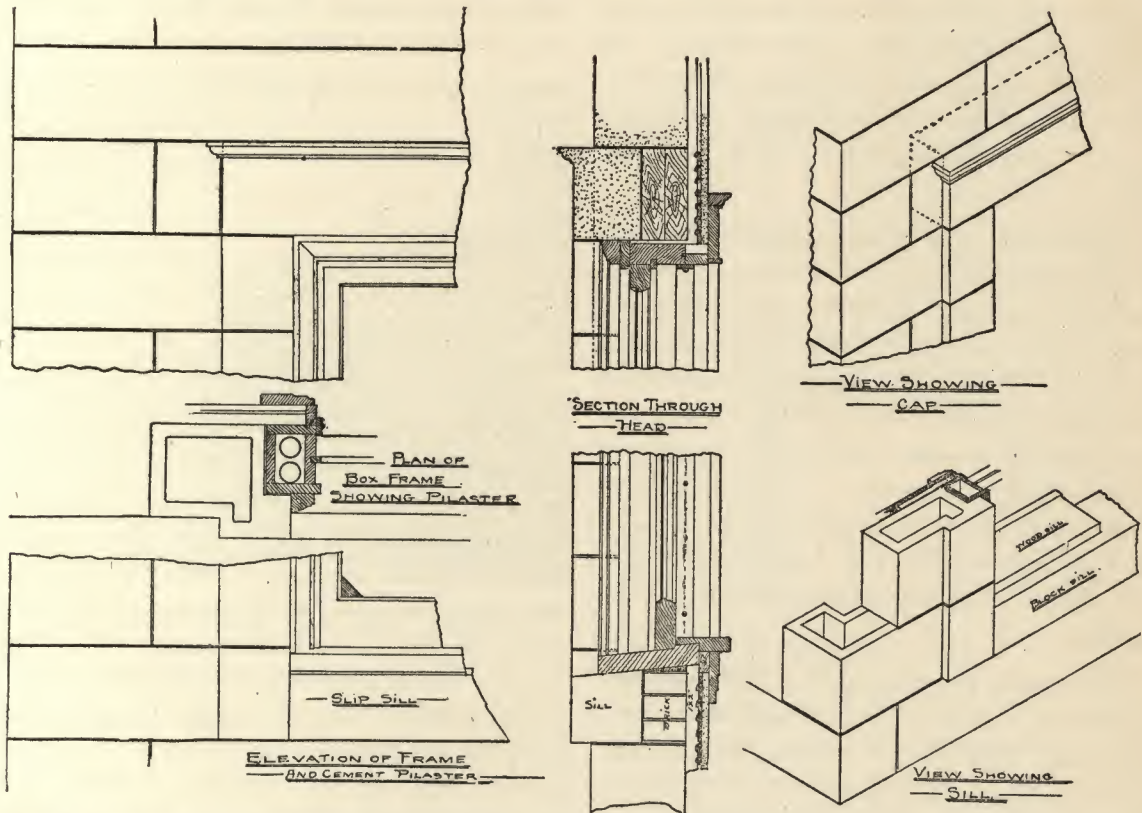 PLAN OF
BOX FRAME
SHOWING PILASTER
SLIP SILL
ELEVATION OF FRAME
AND CEMENT PILASTER
SECTION THROUGH
HEAD
SILL
BRICK
VIEW SHOWING
CAP
WOOD SILL
BLOCK SILL.
VIEW SHOWING
SILL.